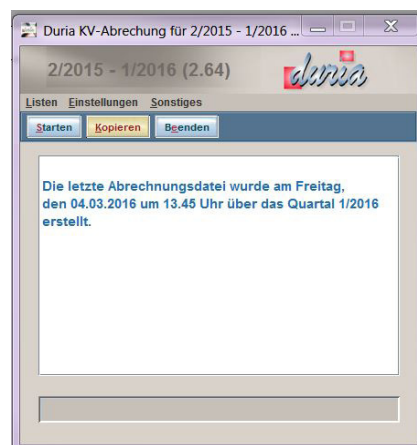 Duria KV-Abrechung für 2/2015 - 1/2016 ...
2/2015 - 1/2016 (2.64)
duria
Listen Einstellungen Sonstiges
Starten Kopieren Beenden
Die letzte Abrechnungsdatei wurde am Freitag,
den 04.03.2016 um 13.45 Uhr über das Quartal 1/2016
erstellt.